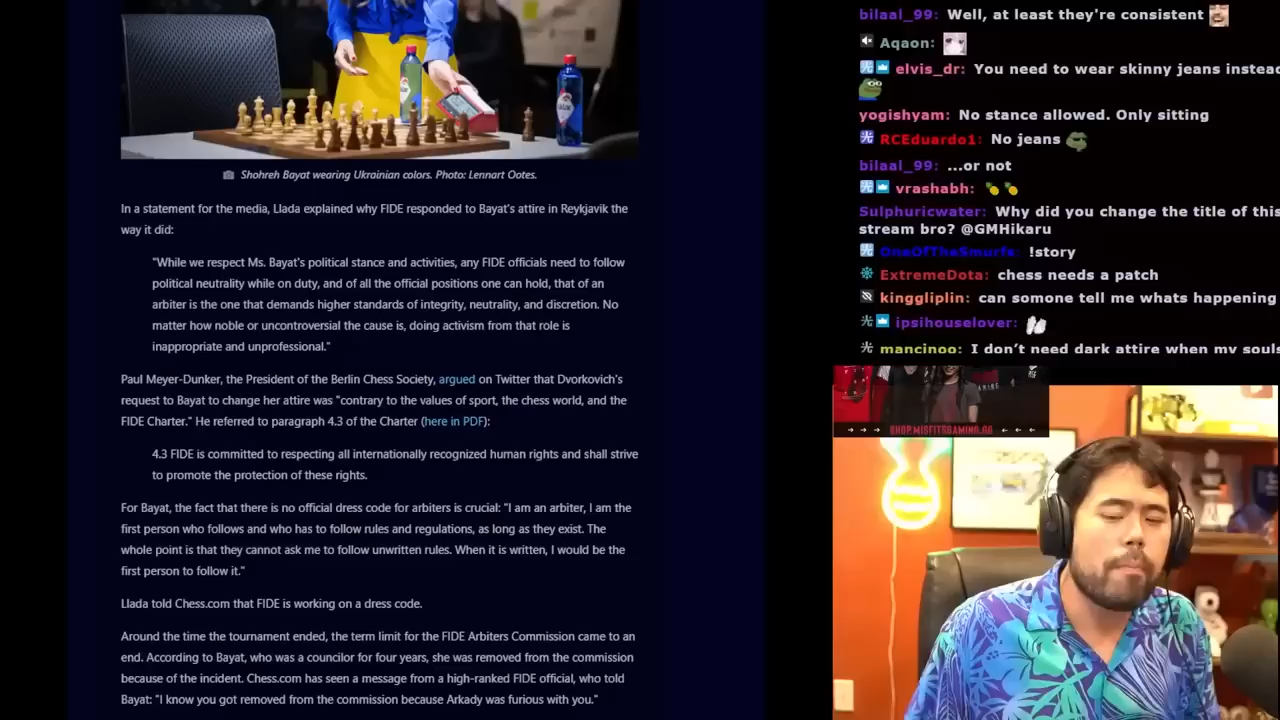 Shohreh Bayat wearing Ukrainian colors. Photo: Lennart Ootes.
In a statement for the media, Llada explained why FIDE responded to Bayat's attire in Reykjavik the
way it did:
"While we respect Ms. Bayat's political stance and activities, any FIDE officials need to follow
political neutrality while on duty, and of all the official positions one can hold, that of an
arbiter is the one that demands higher standards of integrity, neutrality, and discretion. No
matter how noble or uncontroversial the cause is, doing activism from that role is
inappropriate and unprofessional."
Paul Meyer-Dunker, the President of the Berlin Chess Society, argued on Twitter that Dvorkovich's
request to Bayat to change her attire was "contrary to the values of sport, the chess world, and the
FIDE Charter." He referred to paragraph 4.3 of the Charter (here in PDF):
4.3 FIDE is committed to respecting all internationally recognized human rights and shall strive
to promote the protection of these rights.
For Bayat, the fact that there is no official dress code for arbiters is crucial: "I am an arbiter, I am the
first person who follows and who has to follow rules and regulations, as long as they exist. The
whole point is that they cannot ask me to follow unwritten rules. When it is written, I would be the
first person to follow it."
Llada told Chess.com that FIDE is working on a dress code.
Around the time the tournament ended, the term limit for the FIDE Arbiters Commission came to an
end. According to Bayat, who was a councilor for four years, she was removed from the commission
because of the incident. Chess.com has seen a message from a high-ranked FIDE official, who told
Bayat: "I know you got removed from the commission because Arkady was furious with you."
bilaal_99: Well, at least they're consistent
Aqaon:
elvis_dr: You need to wear skinny jeans instead
yogishyam: No stance allowed. Only sitting
RCEduardo1: No jeans
bilaal_99: ...or not
vrashabh:
Sulphuricwater: Why did you change the title of this
stream bro? @GMHikaru
OneOfTheSmurfs: !story
ExtremeDota: chess needs a patch
kinggliplin: can somone tell me whats happening
ipsihouselover:
mancinoo: I don't need dark attire when my souls
SHOP.MISFITSGAMING.GG